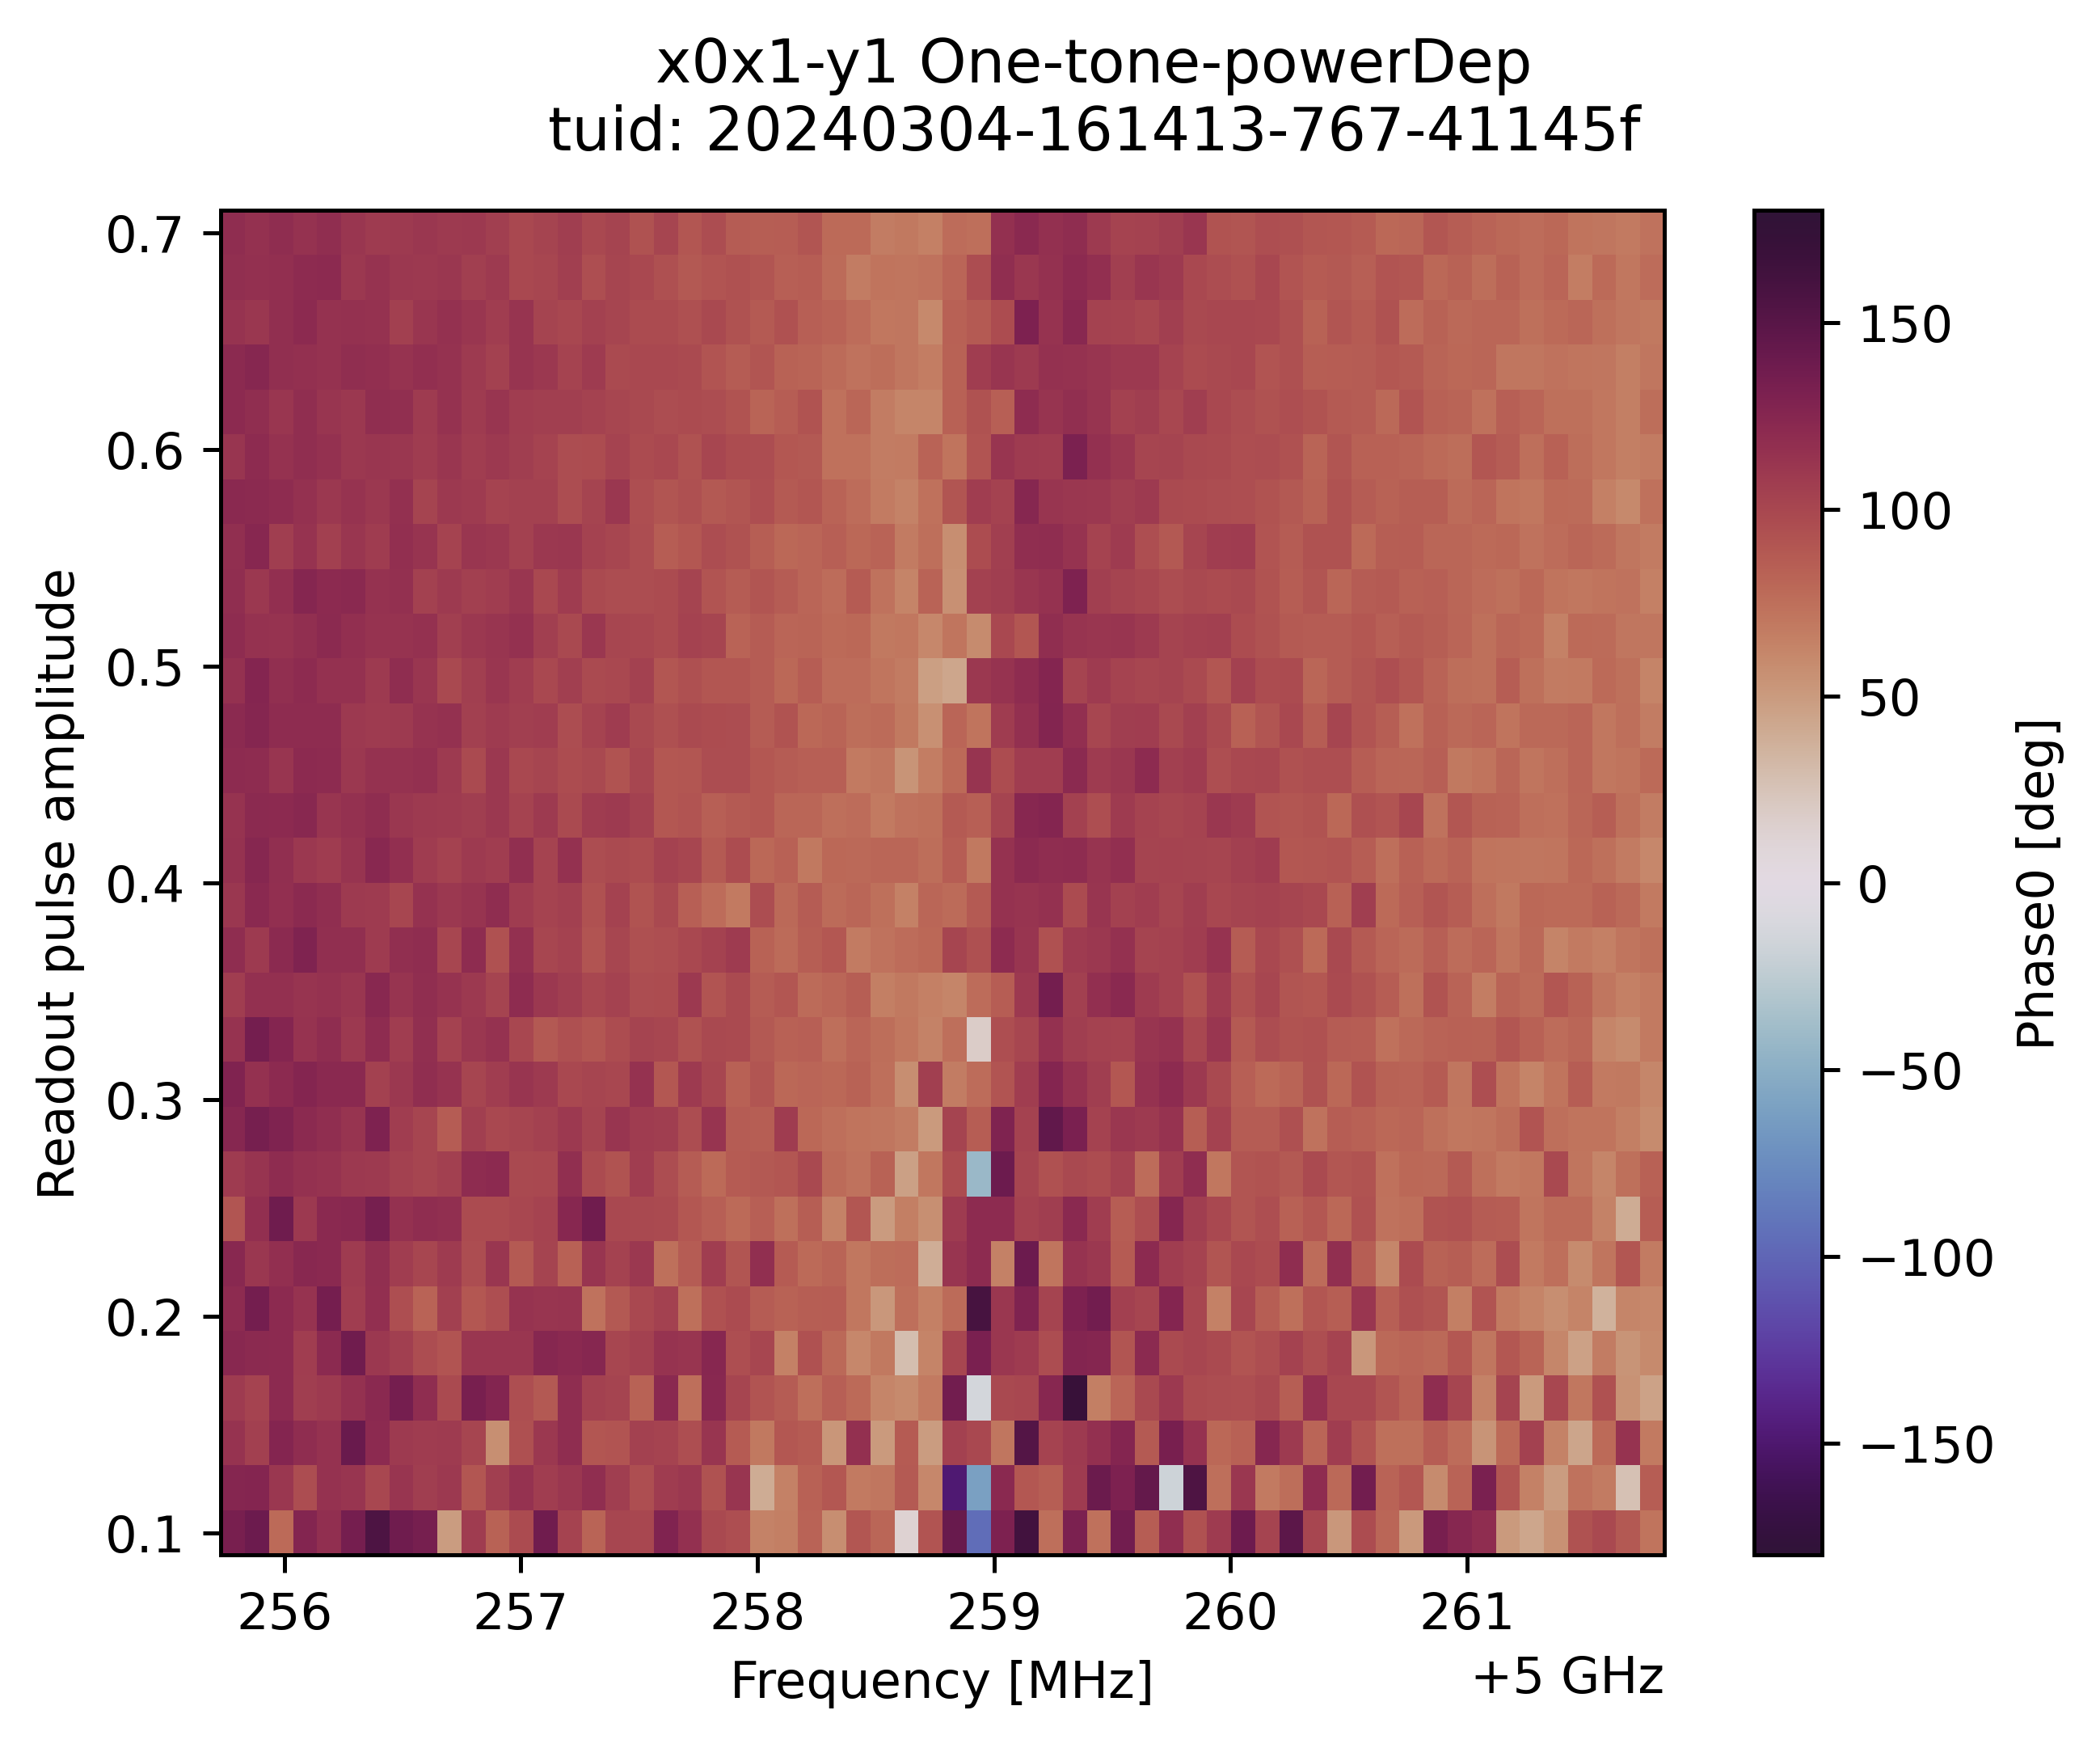 x0x1-y1 One-tone-powerDep
tuid: 20240304-161413-767-41145f
Readout pulse amplitude
0.7
0.6
0.5
0.4
0.3
0.2
0.1
256 257 258 259 260 261
Frequency [MHz]
+5 GHz
150
100
50
0
−50
−100
−150
Phase0 [deg]